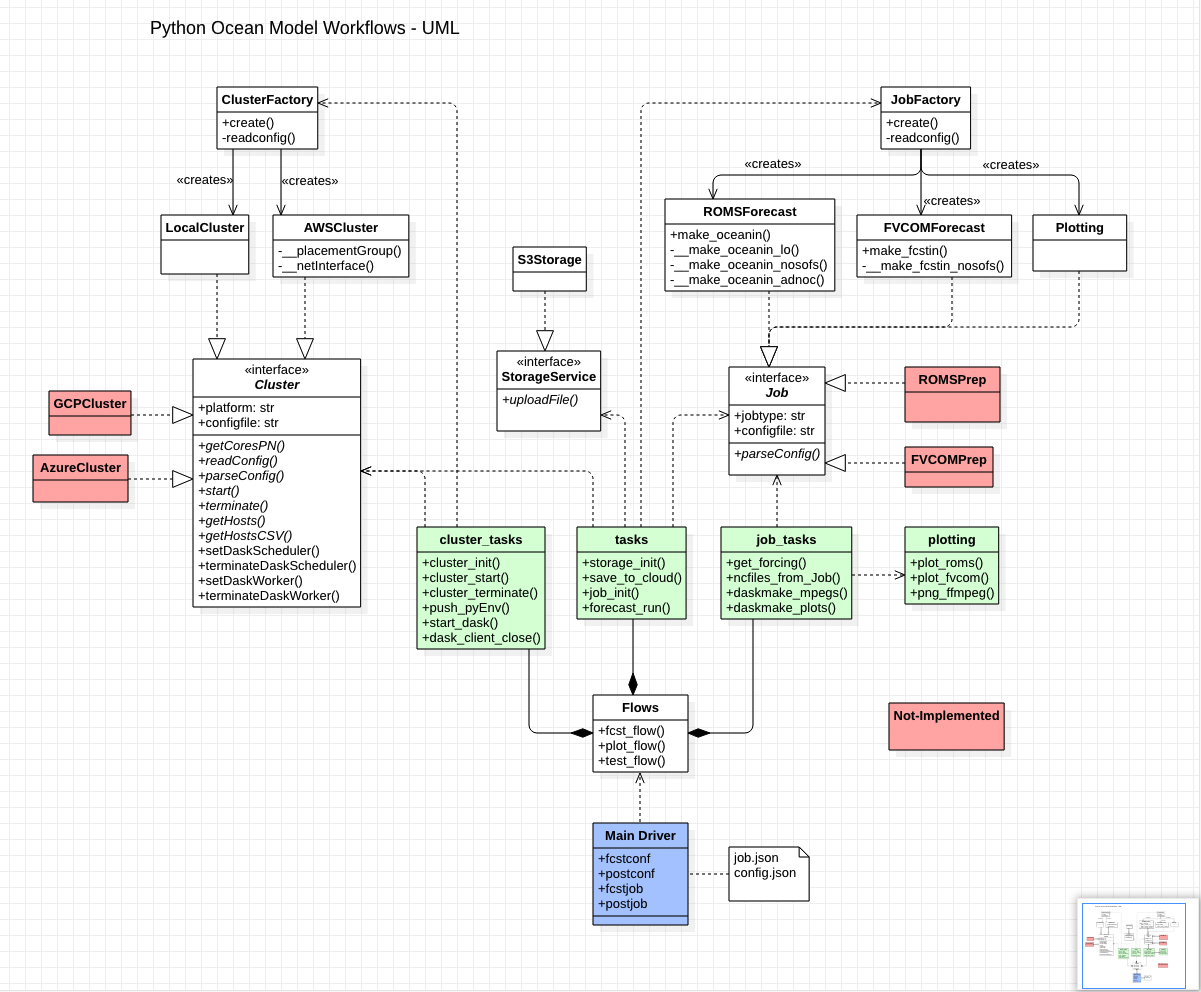 Python Ocean Model Workflows - UML
ClusterFactory
+create()
-readconfig()
JobFactory
+create()
-readconfig()
«creates»
«creates»
«creates»
«creates»
«creates»
LocalCluster
AWSCluster
-__placementGroup()
-__netInterface()
S3Storage
ROMSForecast
+make_oceanin()
-__make_oceanin_lo()
-__make_oceanin_nosofs()
-__make_oceanin_adnoc()
FVCOMForecast
+make_fcstin()
-__make_fcstin_nosofs()
Plotting
«interface»
Cluster
+platform: str
+configfile: str
+getCoresPN()
+readConfig()
+parseConfig()
+start()
+terminate()
+getHosts()
+getHostsCSV()
+setDaskScheduler()
+terminateDaskScheduler()
+setDaskWorker()
+terminateDaskWorker()
GCPCluster
AzureCluster
«interface»
StorageService
+uploadFile()
«interface»
Job
+jobtype: str
+configfile: str
+parseConfig()
ROMSPrep
FVCOMPrep
cluster_tasks
+cluster_init()
+cluster_start()
+cluster_terminate()
+push_pyEnv()
+start_dask()
+dask_client_close()
tasks
+storage_init()
+save_to_cloud()
+job_init()
+forecast_run()
job_tasks
+get_forcing()
+ncfiles_from_Job()
+daskmake_mpegs()
+daskmake_plots()
plotting
+plot_roms()
+plot_fvcom()
+png_ffmpeg()
Flows
+fcst_flow()
+plot_flow()
+test_flow()
Not-Implemented
Main Driver
+fcstconf
+postconf
+fcstjob
+postjob
job.json
config.json